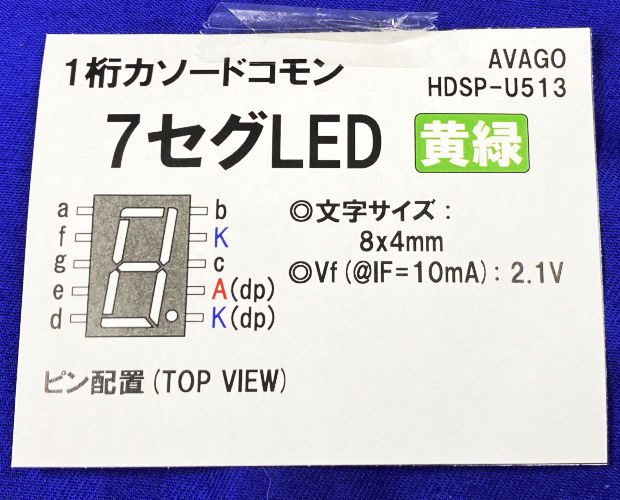 1桁カソードコモン
AVAGO
HDSP-U513
7セグLED 黄緑
a b
f K
g c
e A(dp)
d K(dp)
◎文字サイズ：
8x4mm
◎Vf(@IF=10mA): 2.1V
ピン配置(TOP VIEW)